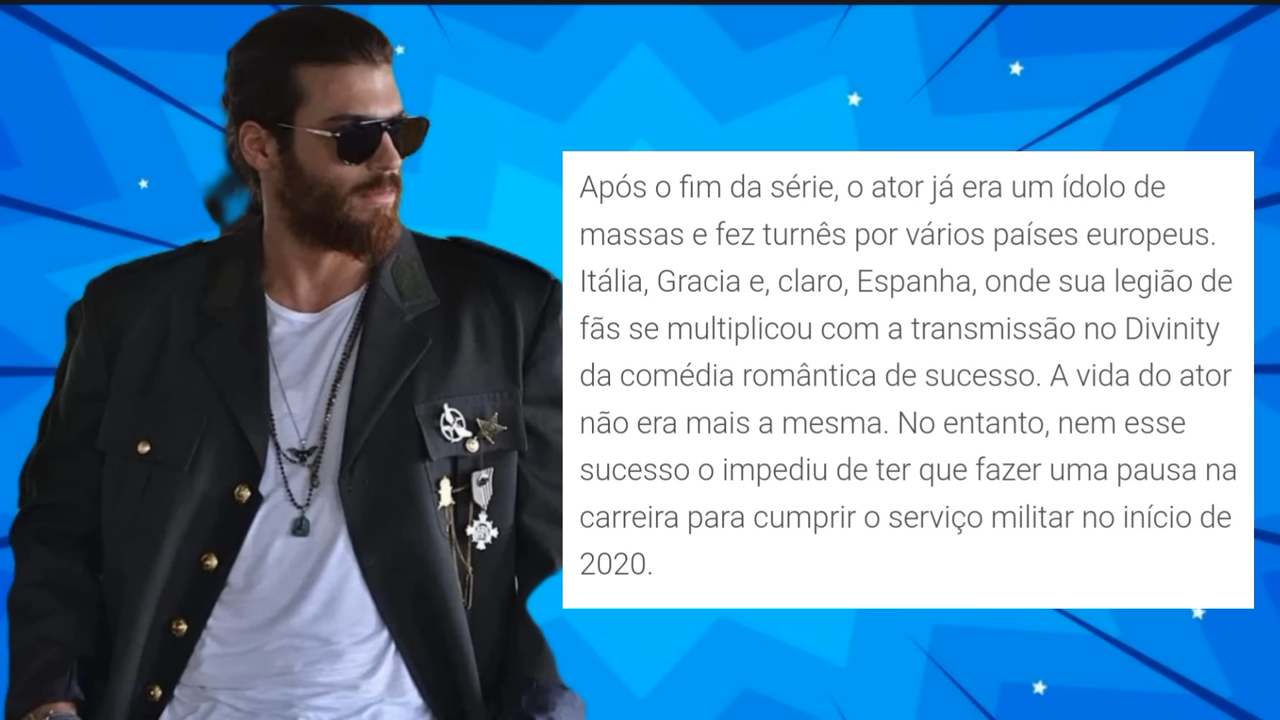 Após o fim da série, o ator já era um ídolo de
massas e fez turnês por vários países europeus.
Itália, Gracia e, claro, Espanha, onde sua legião de
fãs se multiplicou com a transmissão no Divinity
da comédia romântica de sucesso. A vida do ator
não era mais a mesma. No entanto, nem esse
sucesso o impediu de ter que fazer uma pausa na
carreira para cumprir o serviço militar no início de
2020.